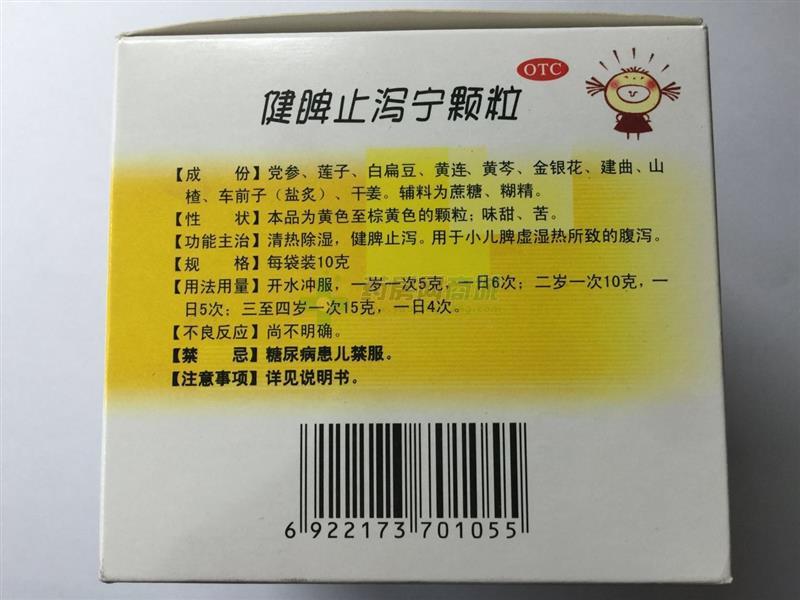 OTC
健脾止泻宁颗粒
【成 份】党参、莲子、白扁豆、黄连、黄芩、金银花、建曲、山
楂、车前子（盐炙）、干姜。辅料为蔗糖、糊精。
【性 状】本品为黄色至棕黄色的颗粒；味甜、苦。
【功能主治】清热除湿，健脾止泻。用于小儿脾虚湿热所致的腹泻。
【规 格】每袋装10克
【用法用量】开水冲服，一岁一次5克，一日6次；二岁一次10克，一
日5次；三至四岁一次15克，一日4次。
【不良反应】尚不明确。
【禁 忌】糖尿病患儿禁服。
【注意事项】详见说明书。
药房网商城
6 922173 701055